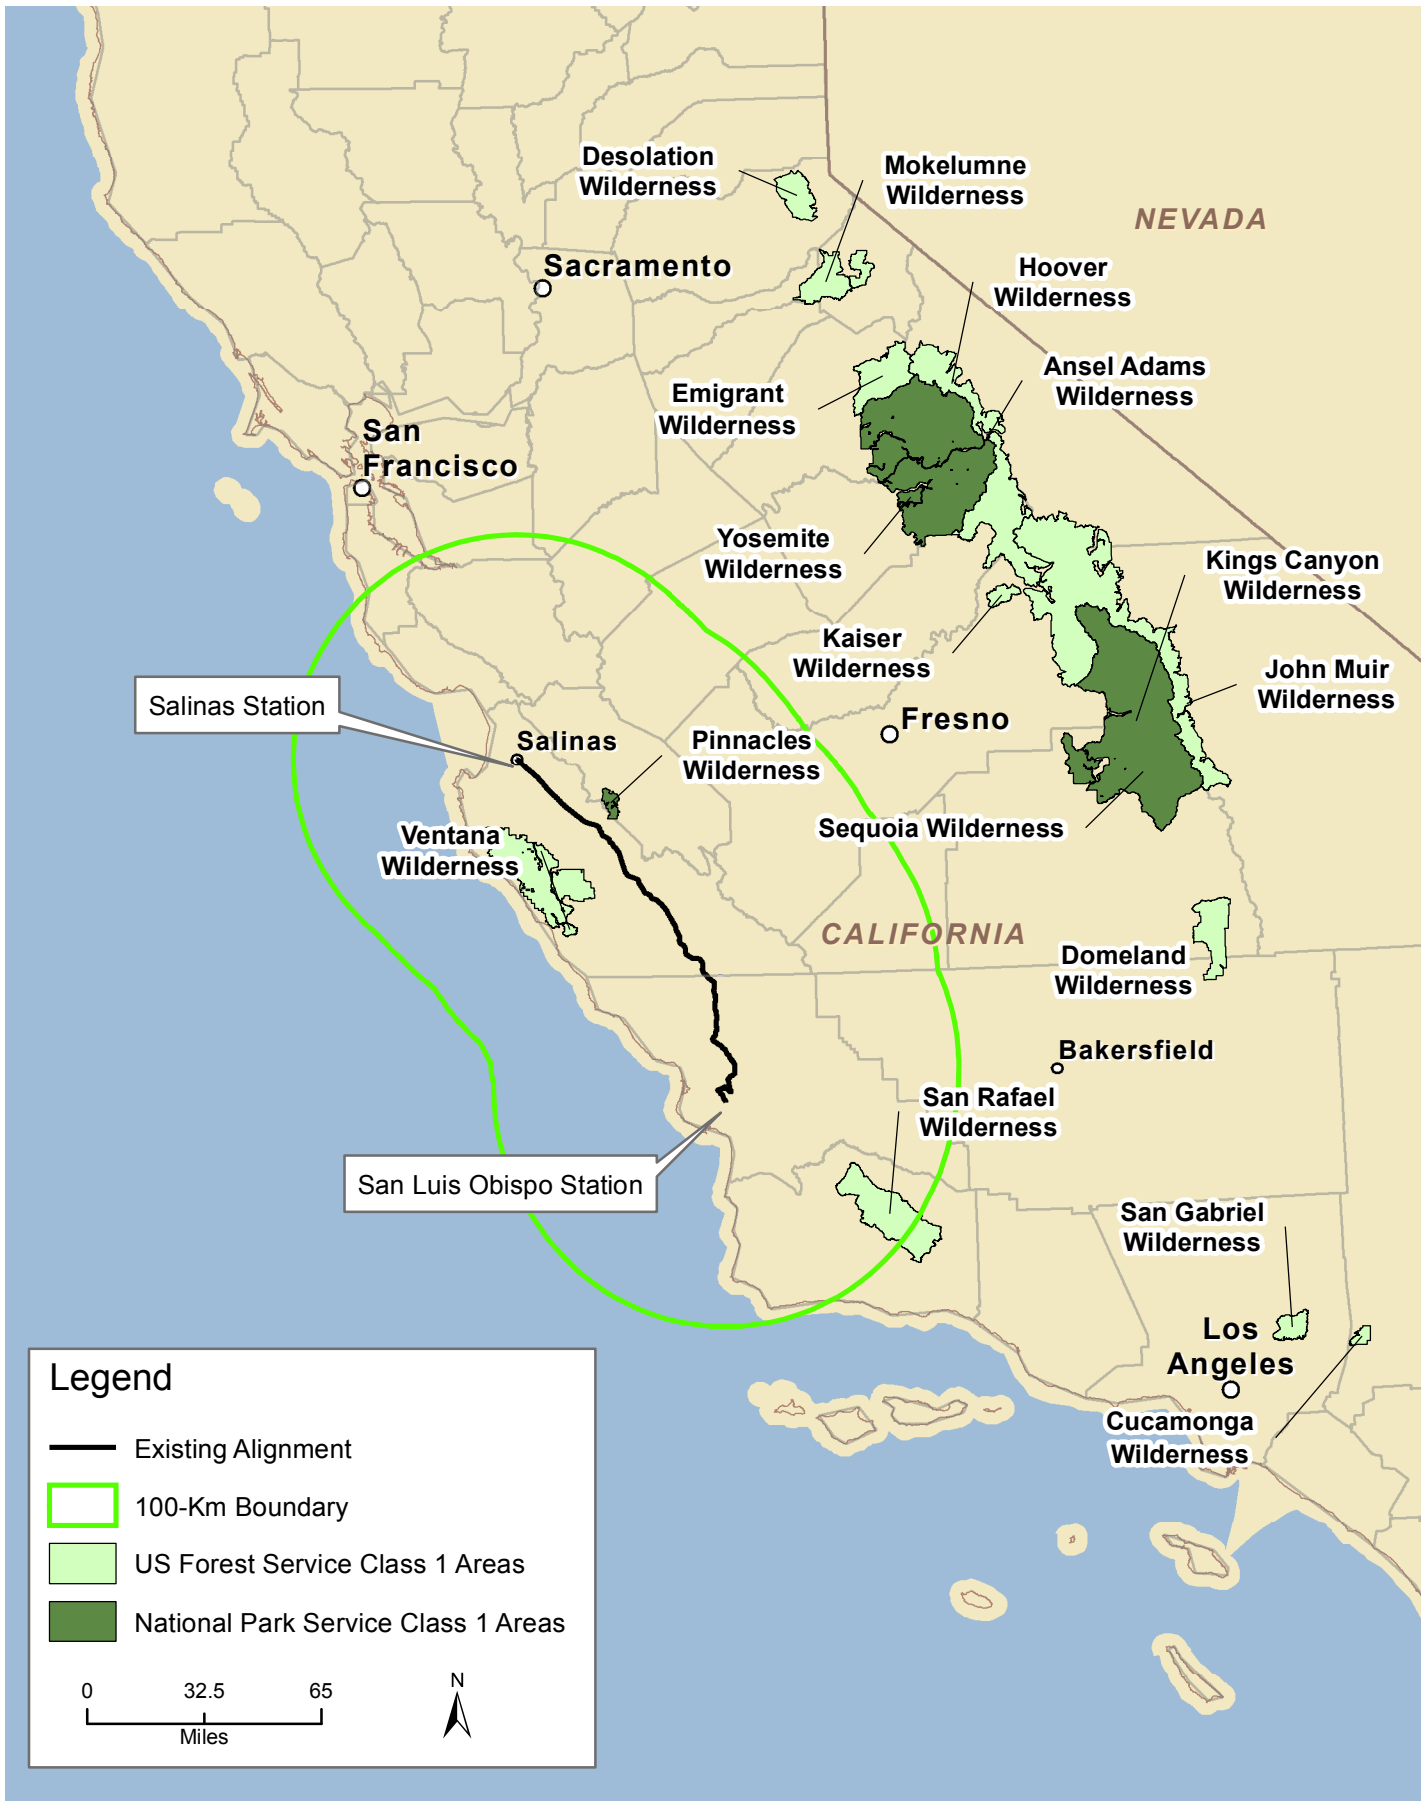 Desolation
Wilderness
Mokelumne
Wilderness
NEVADA
Sacramento
Hoover
Wilderness
Ansel Adams
Wilderness
Emigrant
Wilderness
San
Francisco
Yosemite
Wilderness
Kings Canyon
Wilderness
Kaiser
Wilderness
John Muir
Wilderness
Salinas Station
Salinas
Pinnacles
Wilderness
Fresno
Sequoia Wilderness
Ventana
Wilderness
CALIFORNIA
Domeland
Wilderness
Bakersfield
San Rafael
Wilderness
San Luis Obispo Station
San Gabriel
Wilderness
Los
Angeles
Cucamonga
Wilderness
Legend
Existing Alignment
100-Km Boundary
US Forest Service Class 1 Areas
National Park Service Class 1 Areas
0 32.5 65
Miles
N